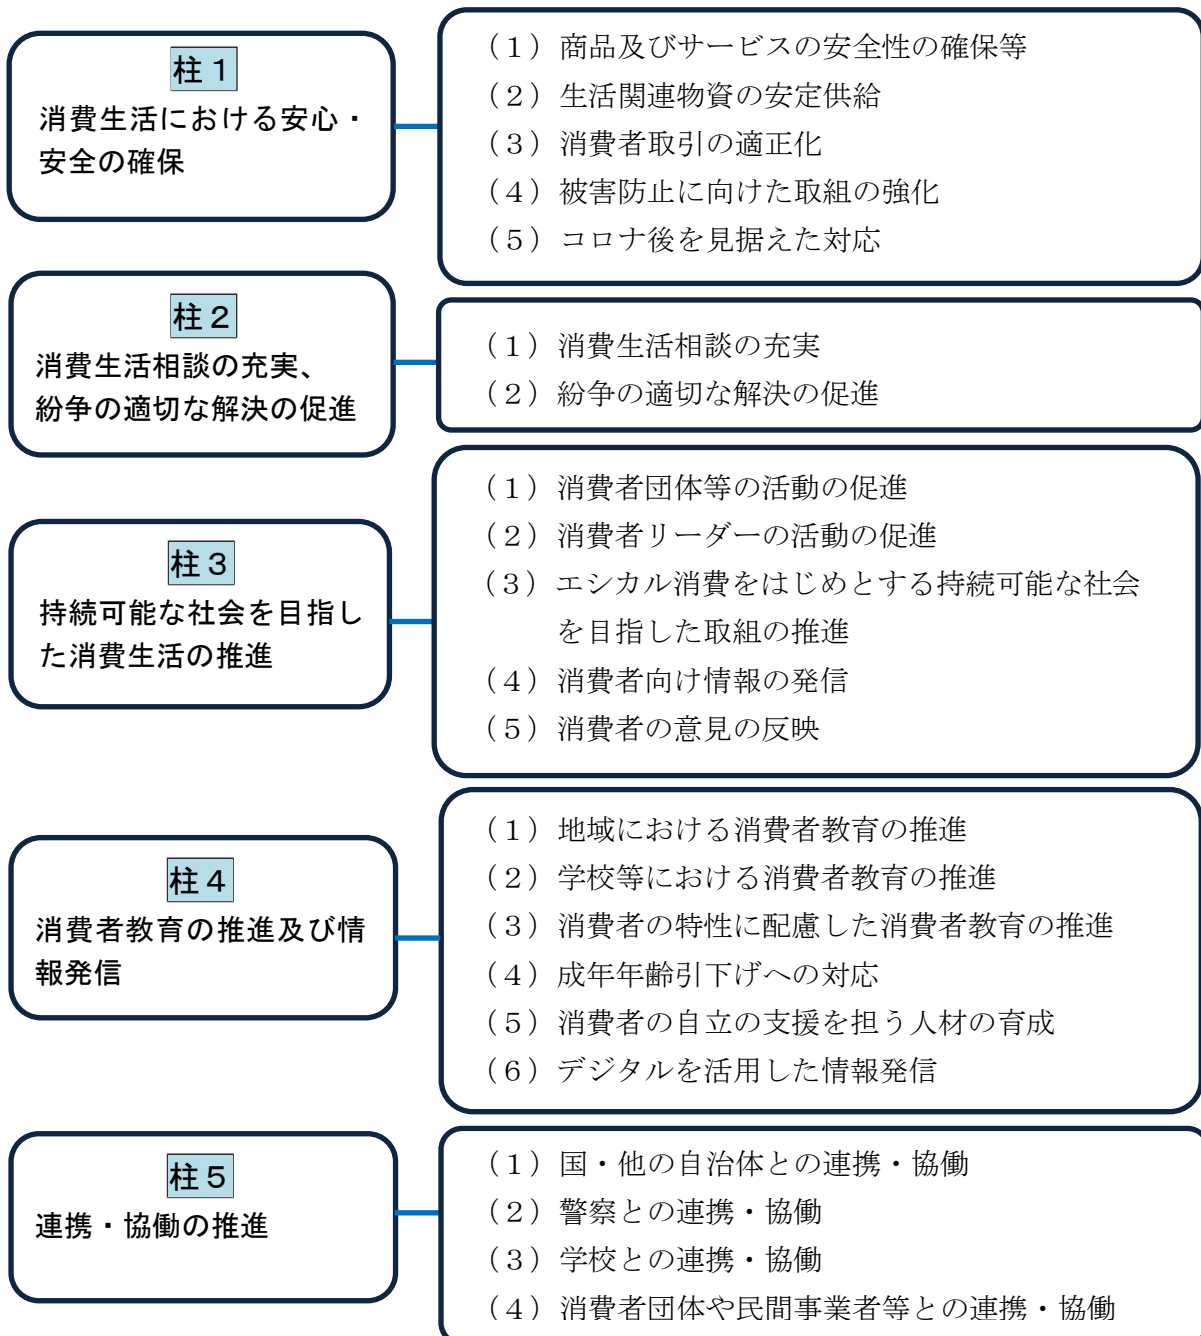 柱１
消費生活における安心・
安全の確保
（１）商品及びサービスの安全性の確保等
（２）生活関連物資の安定供給
（３）消費者取引の適正化
（４）被害防止に向けた取組の強化
（５）コロナ後を見据えた対応
柱２
消費生活相談の充実、
紛争の適切な解決の促進
（１）消費生活相談の充実
（２）紛争の適切な解決の促進
柱３
持続可能な社会を目指し
た消費生活の推進
（１）消費者団体等の活動の促進
（２）消費者リーダーの活動の促進
（３）エシカル消費をはじめとする持続可能な社会
を目指した取組の推進
（４）消費者向け情報の発信
（５）消費者の意見の反映
柱４
消費者教育の推進及び情
報発信
（１）地域における消費者教育の推進
（２）学校等における消費者教育の推進
（３）消費者の特性に配慮した消費者教育の推進
（４）成年年齢引下げへの対応
（５）消費者の自立の支援を担う人材の育成
（６）デジタルを活用した情報発信
柱５
連携・協働の推進
（１）国・他の自治体との連携・協働
（２）警察との連携・協働
（３）学校との連携・協働
（４）消費者団体や民間事業者等との連携・協働